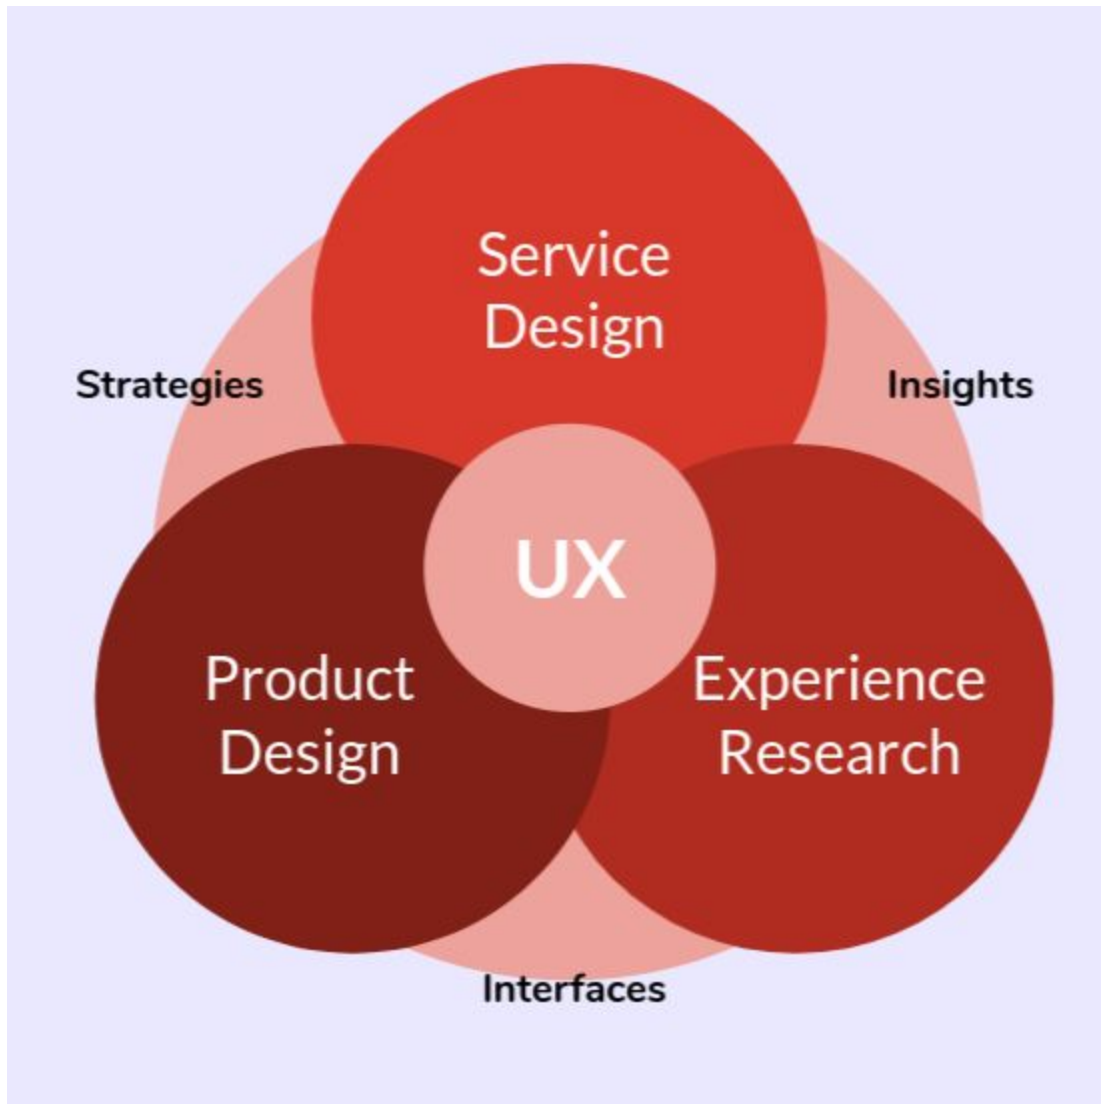 Service
Design
Strategies
Insights
UX
Product
Design
Experience
Research
Interfaces